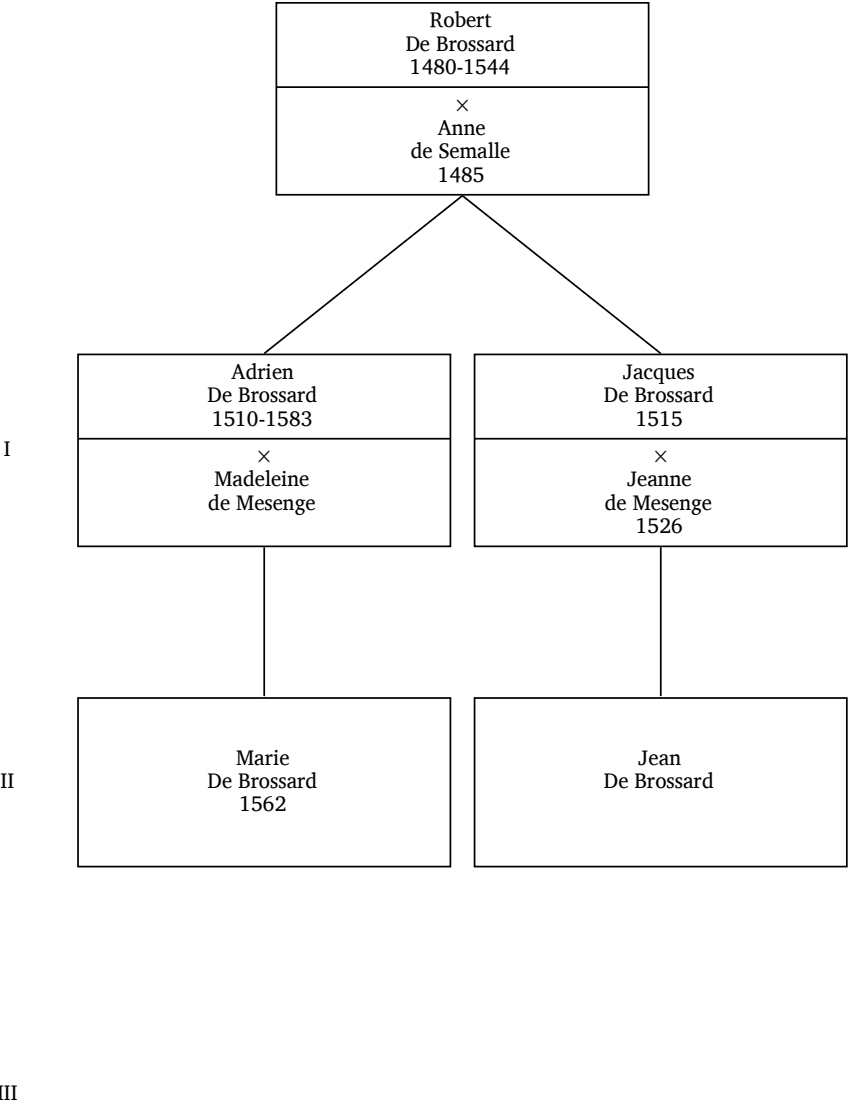 Robert
De Brossard
1480-1544
×
Anne
de Semalle
1485
Adrien
De Brossard
1510-1583
×
Madeleine
de Mesenge
Jacques
De Brossard
1515
×
Jeanne
de Mesenge
1526
I
Marie
De Brossard
1562
Jean
De Brossard
II
III